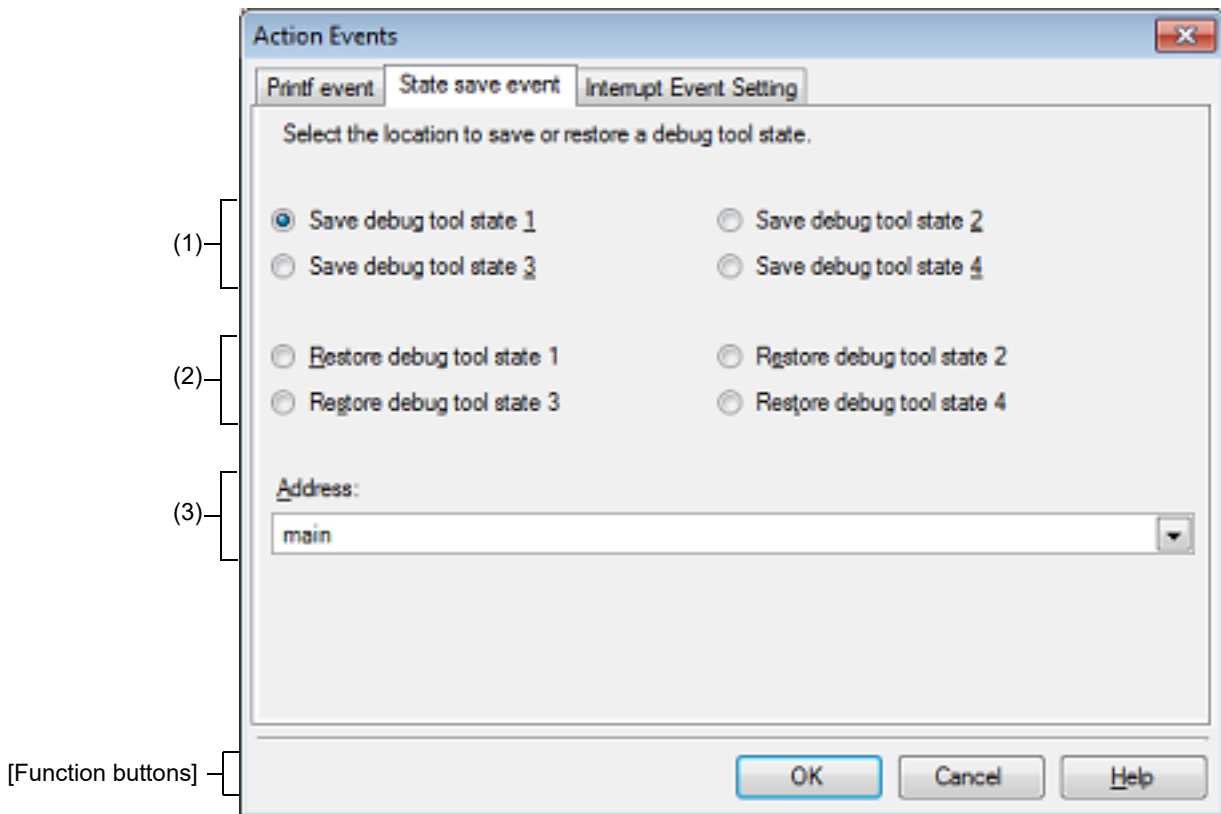 Action Events
Printf event State save event Interrupt Event Setting
Select the location to save or restore a debug tool state.
(1)
Save debug tool state 1 Save debug tool state 2
Save debug tool state 3 Save debug tool state 4
(2)
Restore debug tool state 1 Restore debug tool state 2
Restore debug tool state 3 Restore debug tool state 4
(3)
Address:
main
[Function buttons]
OK Cancel Help